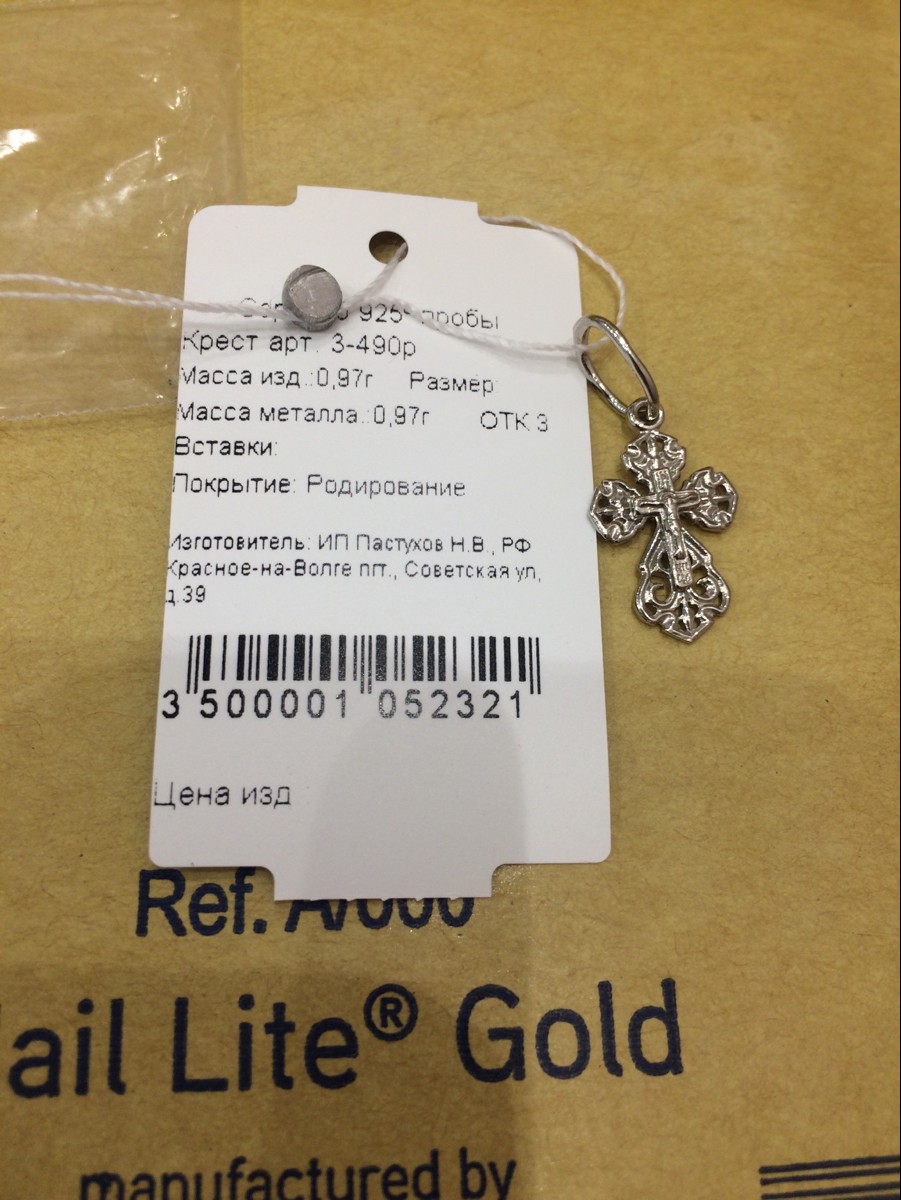 925° пробы
Крест арт. 3-490р
Масса изд.:0,97г Размер:
Масса металла.:0,97г ОТК 3
Вставки:
Покрытие: Родирование
Изготовитель: ИП Пастухов Н.В., РФ
Красное-на-Волге пгт., Советская ул,
д.39
3 500001 052321
Цена изд
Ref. A/000
ail Lite® Gold
manufactured by